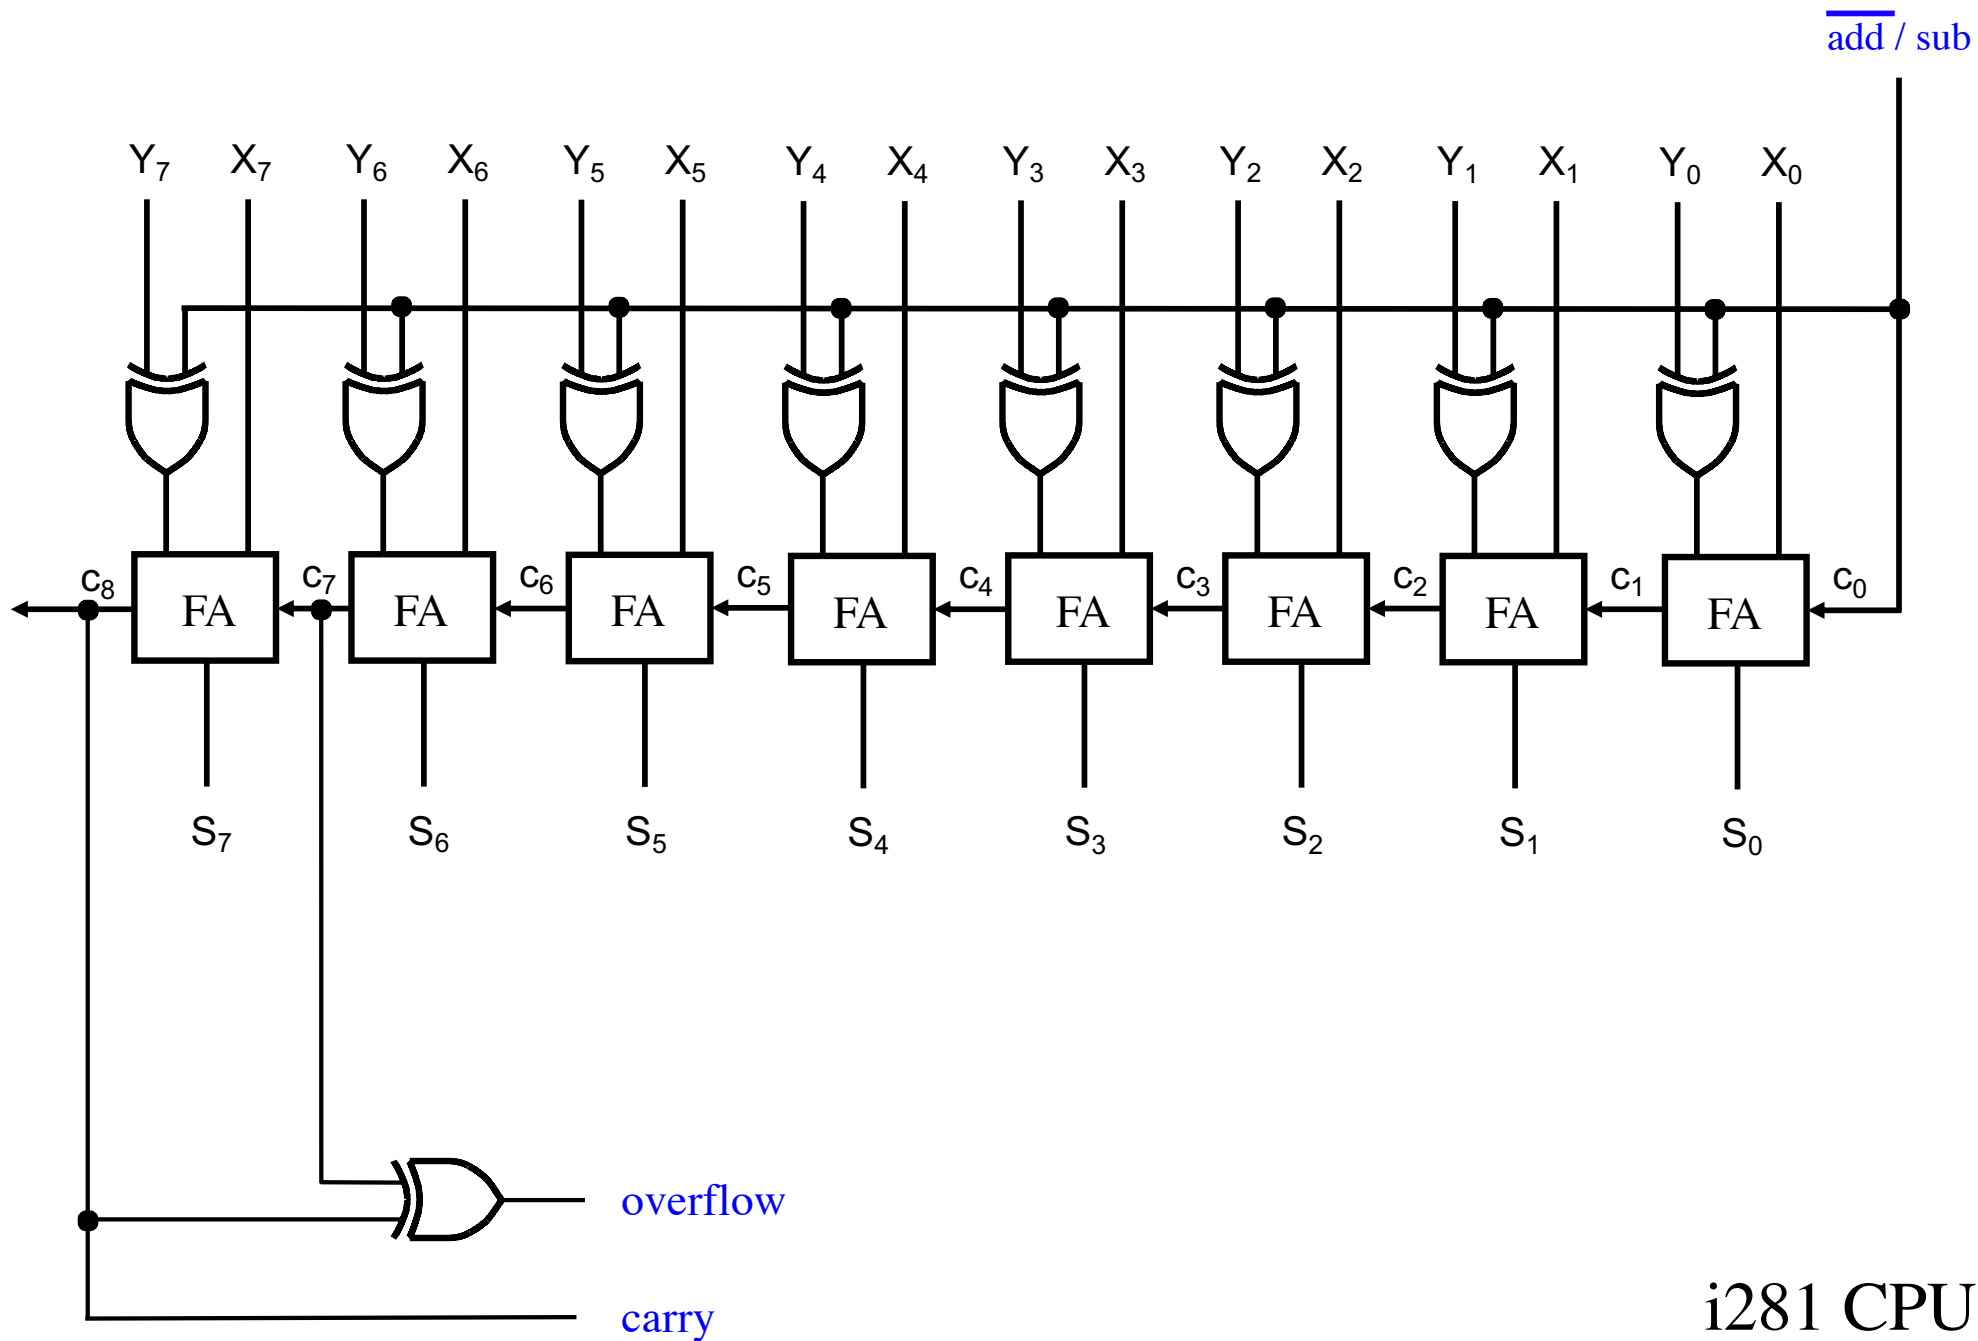 add / sub
Y₇ X₇ Y₆ X₆ Y₅ X₅ Y₄ X₄ Y₃ X₃ Y₂ X₂ Y₁ X₁ Y₀ X₀
c₈ FA c₇ FA c₆ FA c₅ FA c₄ FA c₃ FA c₂ FA c₁ FA c₀
S₇ S₆ S₅ S₄ S₃ S₂ S₁ S₀
overflow
carry
i281 CPU